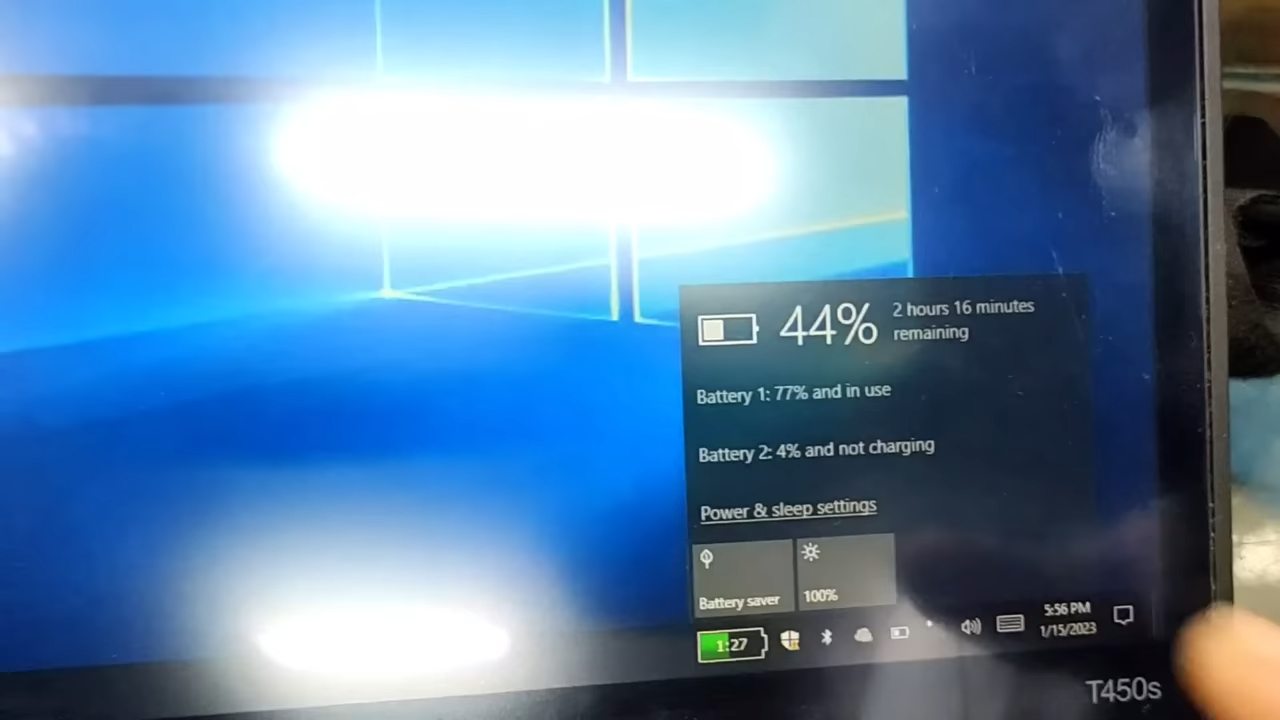 44%
2 hours 16 minutes
remaining
Battery 1: 77% and in use
Battery 2: 4% and not charging
Power & sleep settings
Battery saver
100%
1:27
5:56 PM
1/15/2023
T450s